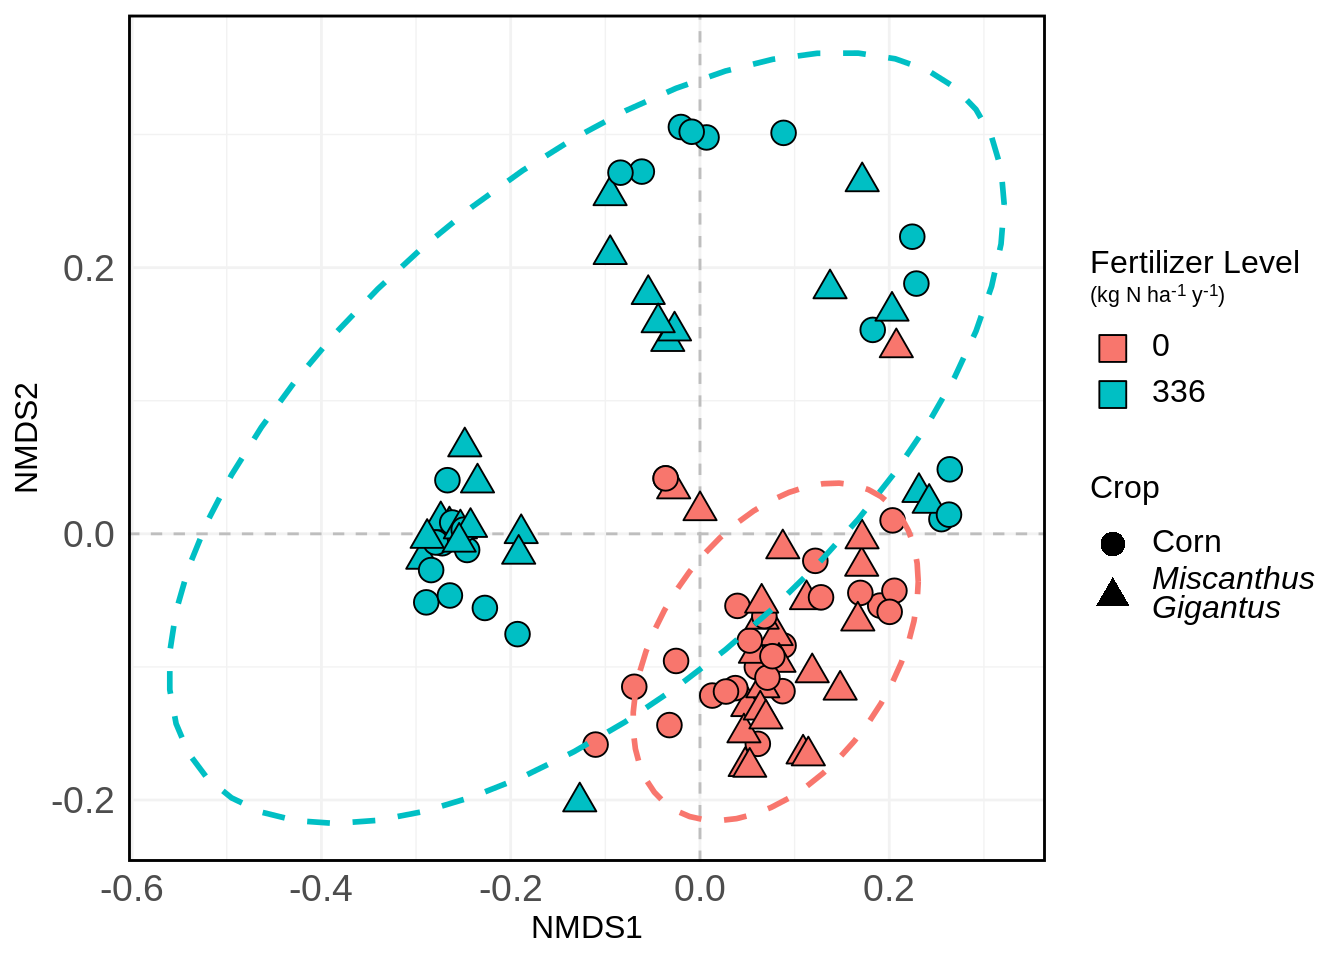 NMDS2
0.2
0.0
-0.2
-0.6
-0.4
-0.2
0.0
0.2
NMDS1
Fertilizer Level
(kg N ha⁻¹ y⁻¹)
0
336
Crop
Corn
Miscanthus
Gigantus